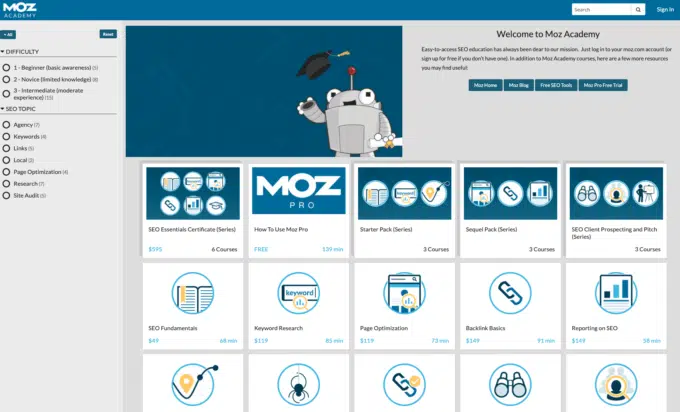 MOZ
ACADEMY
Search
Sign In
All
Reset
DIFFICULTY
1 - Beginner (basic awareness) (5)
2 - Novice (limited knowledge) (8)
3 - Intermediate (moderate
experience) (11)
SEO TOPIC
Agency (7)
Keywords (4)
Links (5)
Local (2)
Page Optimization (4)
Research (7)
Site Audit (5)
Welcome to Moz Academy
Easy-to-access SEO education has always been dear to our mission. Just log in to your moz.com account (or
sign up for free if you don't have one). In addition to Moz Academy courses, here are a few more resources
you may find useful!
Moz Home
Moz Blog
Free SEO Tools
Moz Pro Free Trial
MOZ
PRO
keyword
SEO Essentials Certificate (Series)
$595
6 Courses
How To Use Moz Pro
FREE
139 min
Starter Pack (Series)
3 Courses
Sequel Pack (Series)
3 Courses
SEO Client Prospecting and Pitch
(Series)
3 Courses
keyword
SEO Fundamentals
$49
68 min
Keyword Research
$119
85 min
Page Optimization
$119
73 min
Backlink Basics
$149
91 min
Reporting on SEO
$149
58 min